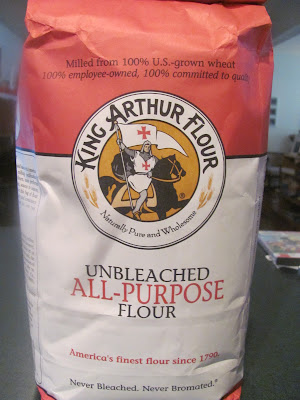 Milled from 100% U.S.-grown wheat
100% employee-owned, 100% committed to quality
KING ARTHUR FLOUR
Naturally Pure and Wholesome
UNBLEACHED
ALL-PURPOSE
FLOUR
America's finest flour since 1790.
Never Bleached. Never Bromated.®